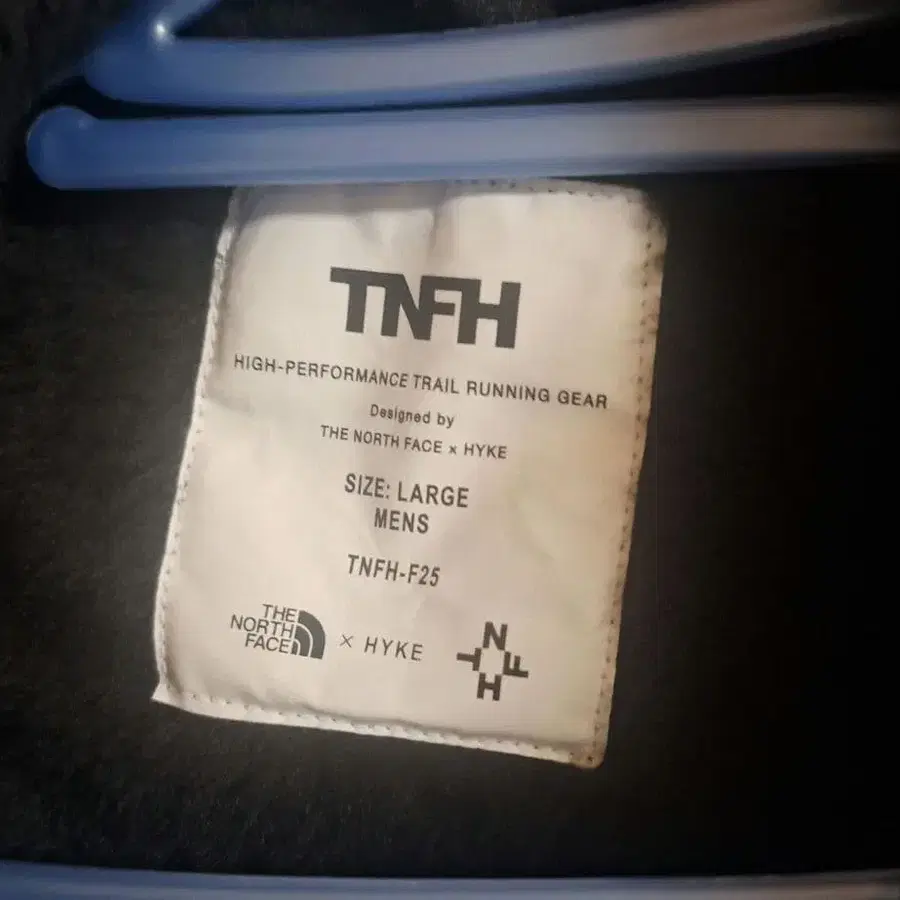 TNFH
HIGH-PERFORMANCE TRAIL RUNNING GEAR
Designed by
THE NORTH FACE x HYKE
SIZE: LARGE
MENS
TNFH-F25
THE
NORTH
FACE
× HYKE
N
T F
H